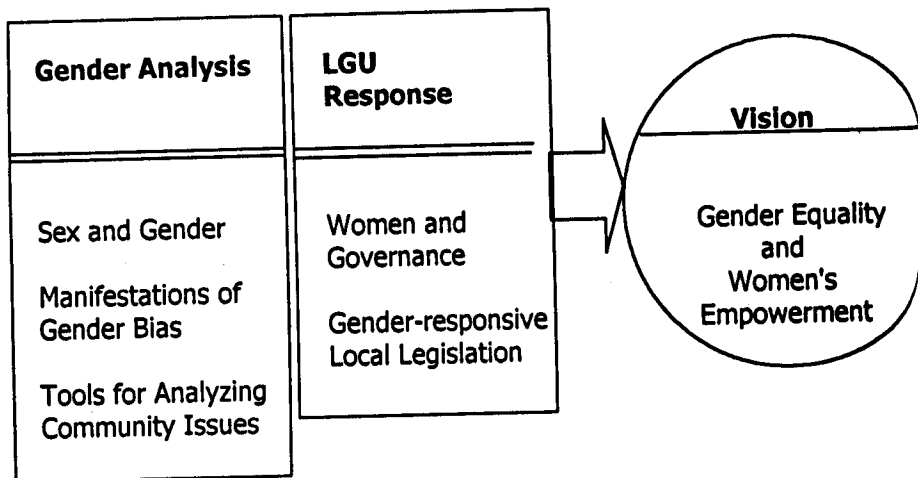 Gender Analysis
Sex and Gender
Manifestations of
Gender Bias
Tools for Analyzing
Community Issues
LGU
Response
Women and
Governance
Gender-responsive
Local Legislation
Vision
Gender Equality
and
Women's
Empowerment